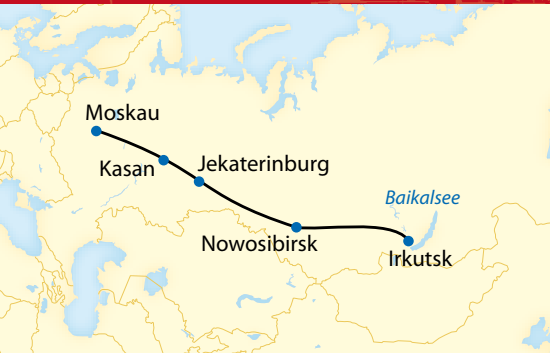 Moskau
Kasan
Jekaterinburg
Baikalsee
Nowosibirsk
Irkutsk